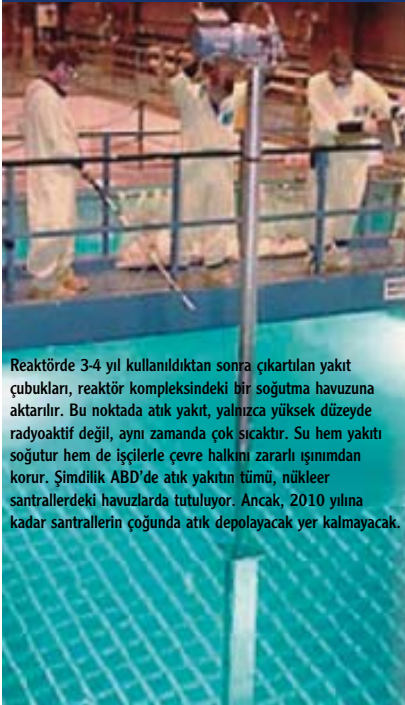 Reaktörde 3-4 yıl kullanıldıktan sonra çıkartılan yakıt
çubukları, reaktör kompleksindeki bir soğutma havuzuna
aktarılır. Bu noktada atık yakıt, yalnızca yüksek düzeyde
radyoaktif değil, aynı zamanda çok sıcaktır. Su hem yakıtı
soğutur hem de işçilerle çevre halkını zararlı ışınımdan
korur. Şimdilik ABD'de atık yakıtın tümü, nükleer
santrallerdeki havuzlarda tutuluyor. Ancak, 2010 yılına
kadar santrallerin çoğunda atık depolayacak yer kalmayacak.